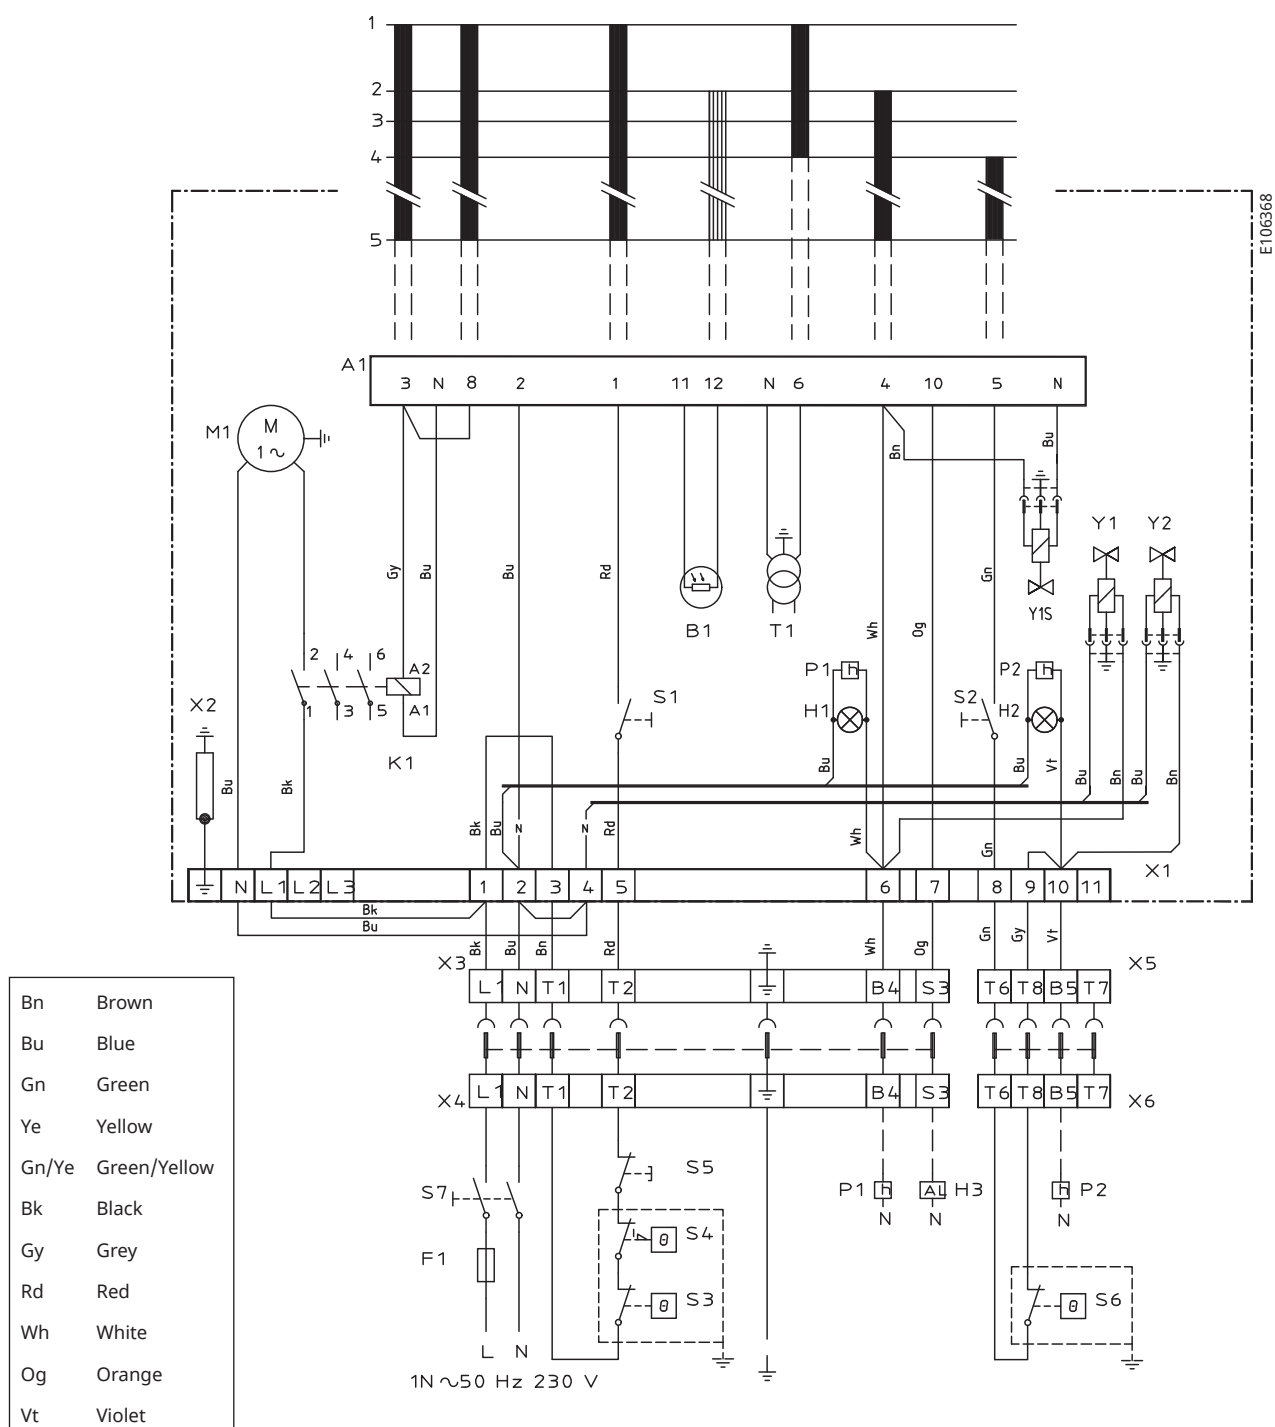 1
2
3
4
5
E106368
A1
3 N 8 2 1 11 12 N 6 4 10 5 N
M1
M
1~
Bn
Bu
Y1 Y2
Gy
Bu
Bu
Rd
Gn
B1
T1
Y1S
Wh
Og
2 4 6
A2
P1 h
P2 h
X2
1 3 5
A1
S1
H1
S2
H2
K1
Bu
Bk
Bu
Bu
Vt
Bu
Bn
Bu
Bn
Bk
Bu
N
N
Rd
Wh
Gn
X1
N L1 L2 L3 1 2 3 4 5 6 7 8 9 10 11
Bk
Bu
Bk
Bu
Bn
Rd
Wh
Og
Gn
Gy
Vt
X3
X5
L1 N T1 T2 B4 S3 T6 T8 B5 T7
X4
L1 N T1 T2 B4 S3 T6 T8 B5 T7
X6
S5
S7
P1 h
AL H3
h P2
N
N
N
θ S4
F1
θ S3
θ S6
L N
1N ~50 Hz 230 V
Bn Brown
Bu Blue
Gn Green
Ye Yellow
Gn/Ye Green/Yellow
Bk Black
Gy Grey
Rd Red
Wh White
Og Orange
Vt Violet